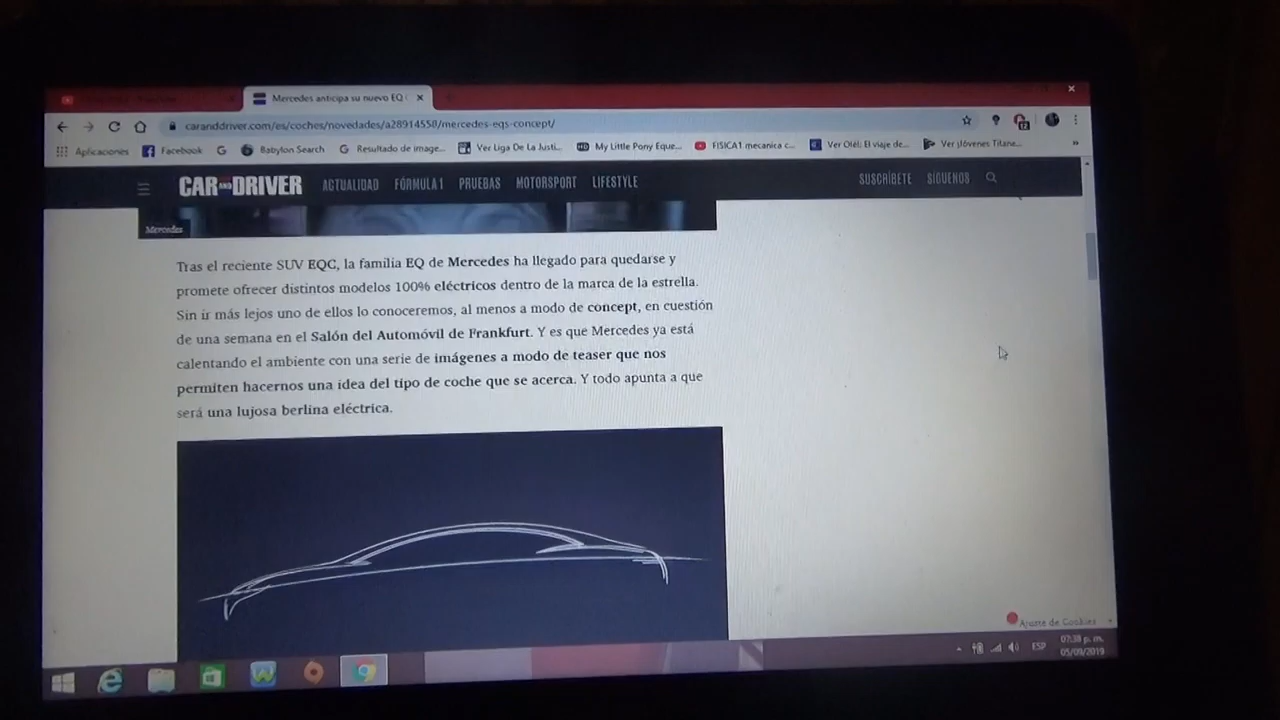 Mercedes anticipa su nuevo EQ
caranddriver.com/es/coches/novedades/a28914550/mercedes-eqs-concept/
Aplicaciones Facebook Babylon Search Resultado de image... Ver Liga De La Justi... My Little Pony Eque... FISICA1 mecanica c... Ver Olé!: El viaje de... Ver ¡Jóvenes Titane...
CAR AND DRIVER ACTUALIDAD FÓRMULA 1 PRUEBAS MOTORSPORT LIFESTYLE SUSCRÍBETE SÍGUENOS
Mercedes
Tras el reciente SUV EQC, la familia EQ de Mercedes ha llegado para quedarse y
promete ofrecer distintos modelos 100% eléctricos dentro de la marca de la estrella.
Sin ir más lejos uno de ellos lo conoceremos, al menos a modo de concept, en cuestión
de una semana en el Salón del Automóvil de Frankfurt. Y es que Mercedes ya está
calentando el ambiente con una serie de imágenes a modo de teaser que nos
permiten hacernos una idea del tipo de coche que se acerca. Y todo apunta a que
será una lujosa berlina eléctrica.
Ajuste de Cookies
ESP
07:38 p. m.
05/09/2019